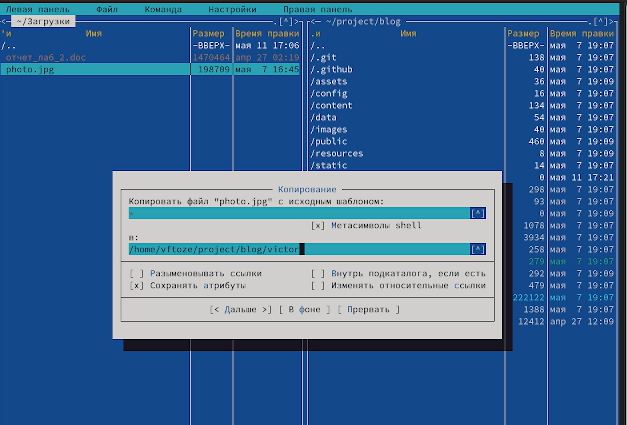 Левая панель Файл Команда Настройки Правая панель
<─ ~/Загрузки .[^]> <─ ~/project/blog .[^]>
'и Имя Размер Время правки .и Имя Размер Время правки
/.. -ВВЕРХ- мая 11 17:06 /.. -ВВЕРХ- мая 7 19:07
отчет_лаб_2.doc 1470464 апр 27 02:19 /.git 138 мая 7 19:07
photo.jpg 198709 мая 7 16:45 /.github 40 мая 7 19:07
/assets 36 мая 7 19:09
/config 16 мая 7 19:07
/content 134 мая 7 19:07
/data 54 мая 7 19:07
/images 40 мая 7 19:07
/public 460 мая 7 19:09
/resources 8 мая 7 19:09
/static 14 мая 7 19:07
0 мая 11 17:21
Копирование 298 мая 7 19:07
Копировать файл "photo.jpg" с исходным шаблоном: 93 мая 7 19:07
* [^] 0 мая 7 19:09
[x] Метасимволы shell 1078 мая 7 19:07
в: 3934 мая 7 19:07
/home/vftoze/project/blog/victor [^] 258 мая 7 19:07
279 мая 7 19:07
[ ] Разыменовывать ссылки [ ] Внутрь подкаталога, если есть 292 мая 7 19:09
[x] Сохранять атрибуты [ ] Изменять относительные ссылки 479 мая 7 19:07
222122 мая 7 19:07
[< Дальше >] [ В фоне ] [ Прервать ] 1388 мая 7 19:07
12412 апр 27 12:09